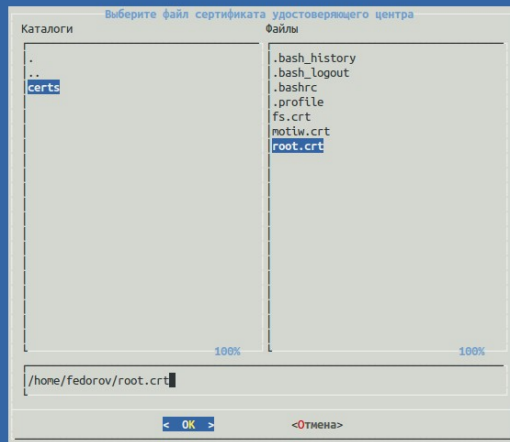 Выберите файл сертификата удостоверяющего центра
Каталоги
.
..
certs
100%
Файлы
.bash_history
.bash_logout
.bashrc
.profile
fs.crt
motiw.crt
root.crt
100%
/home/fedorov/root.crt
< OK > <Отмена>